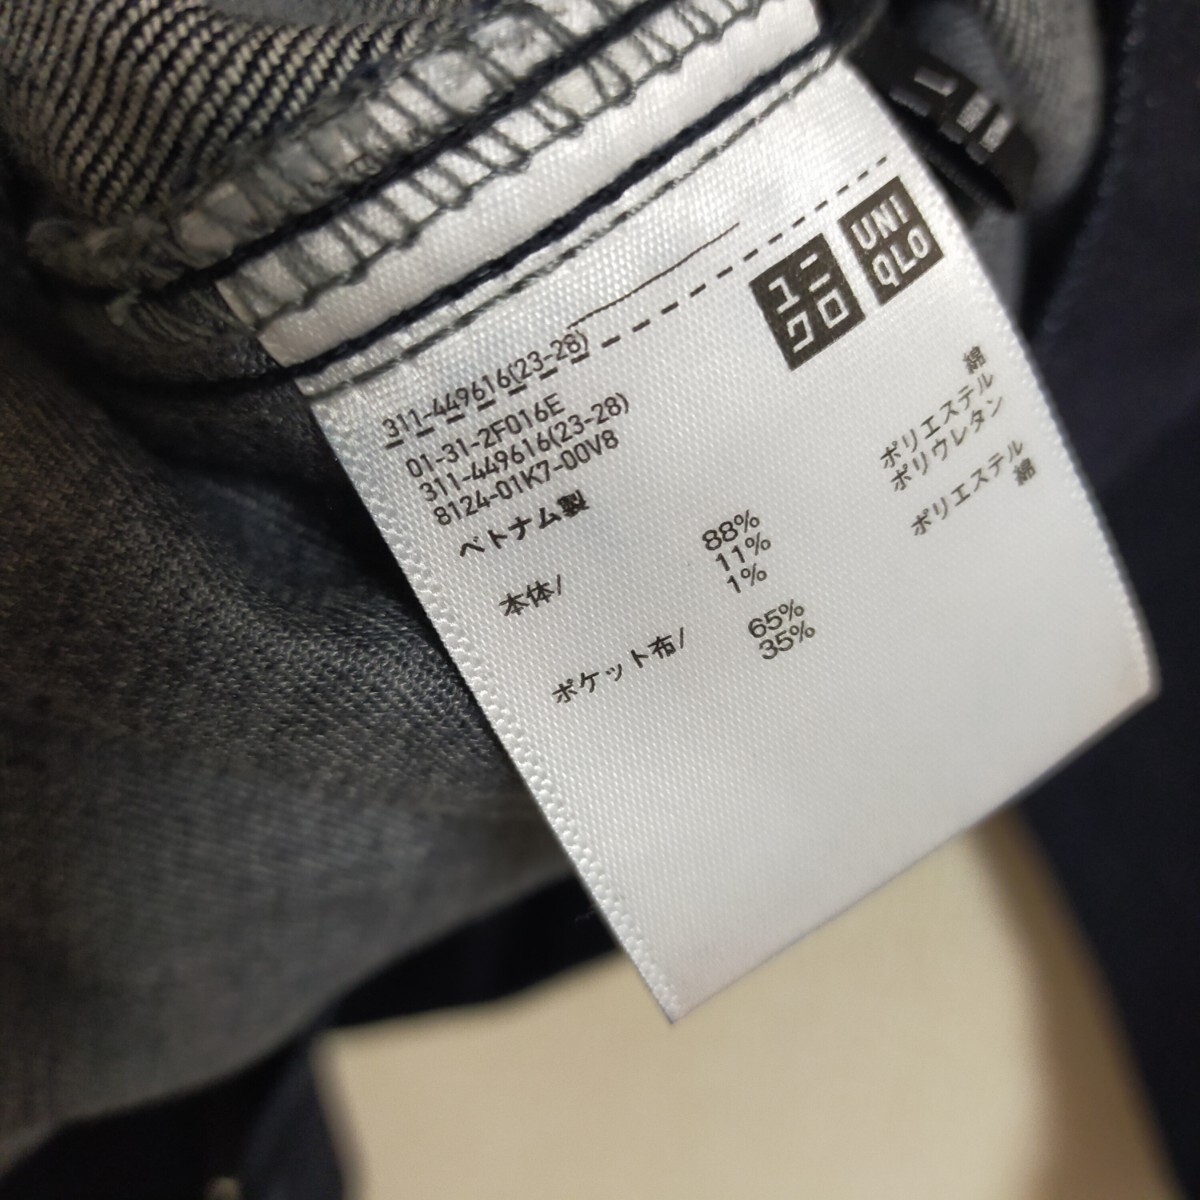 ユニ
クロ
UNI
QLO
311-449616(23-28)
01-31-2F016E
311-449616(23-28)
8124-01K7-00V8
ベトナム製
本体/ 88% 綿
11% ポリエステル
1% ポリウレタン
ポケット布/ 65% ポリエステル
35% 綿